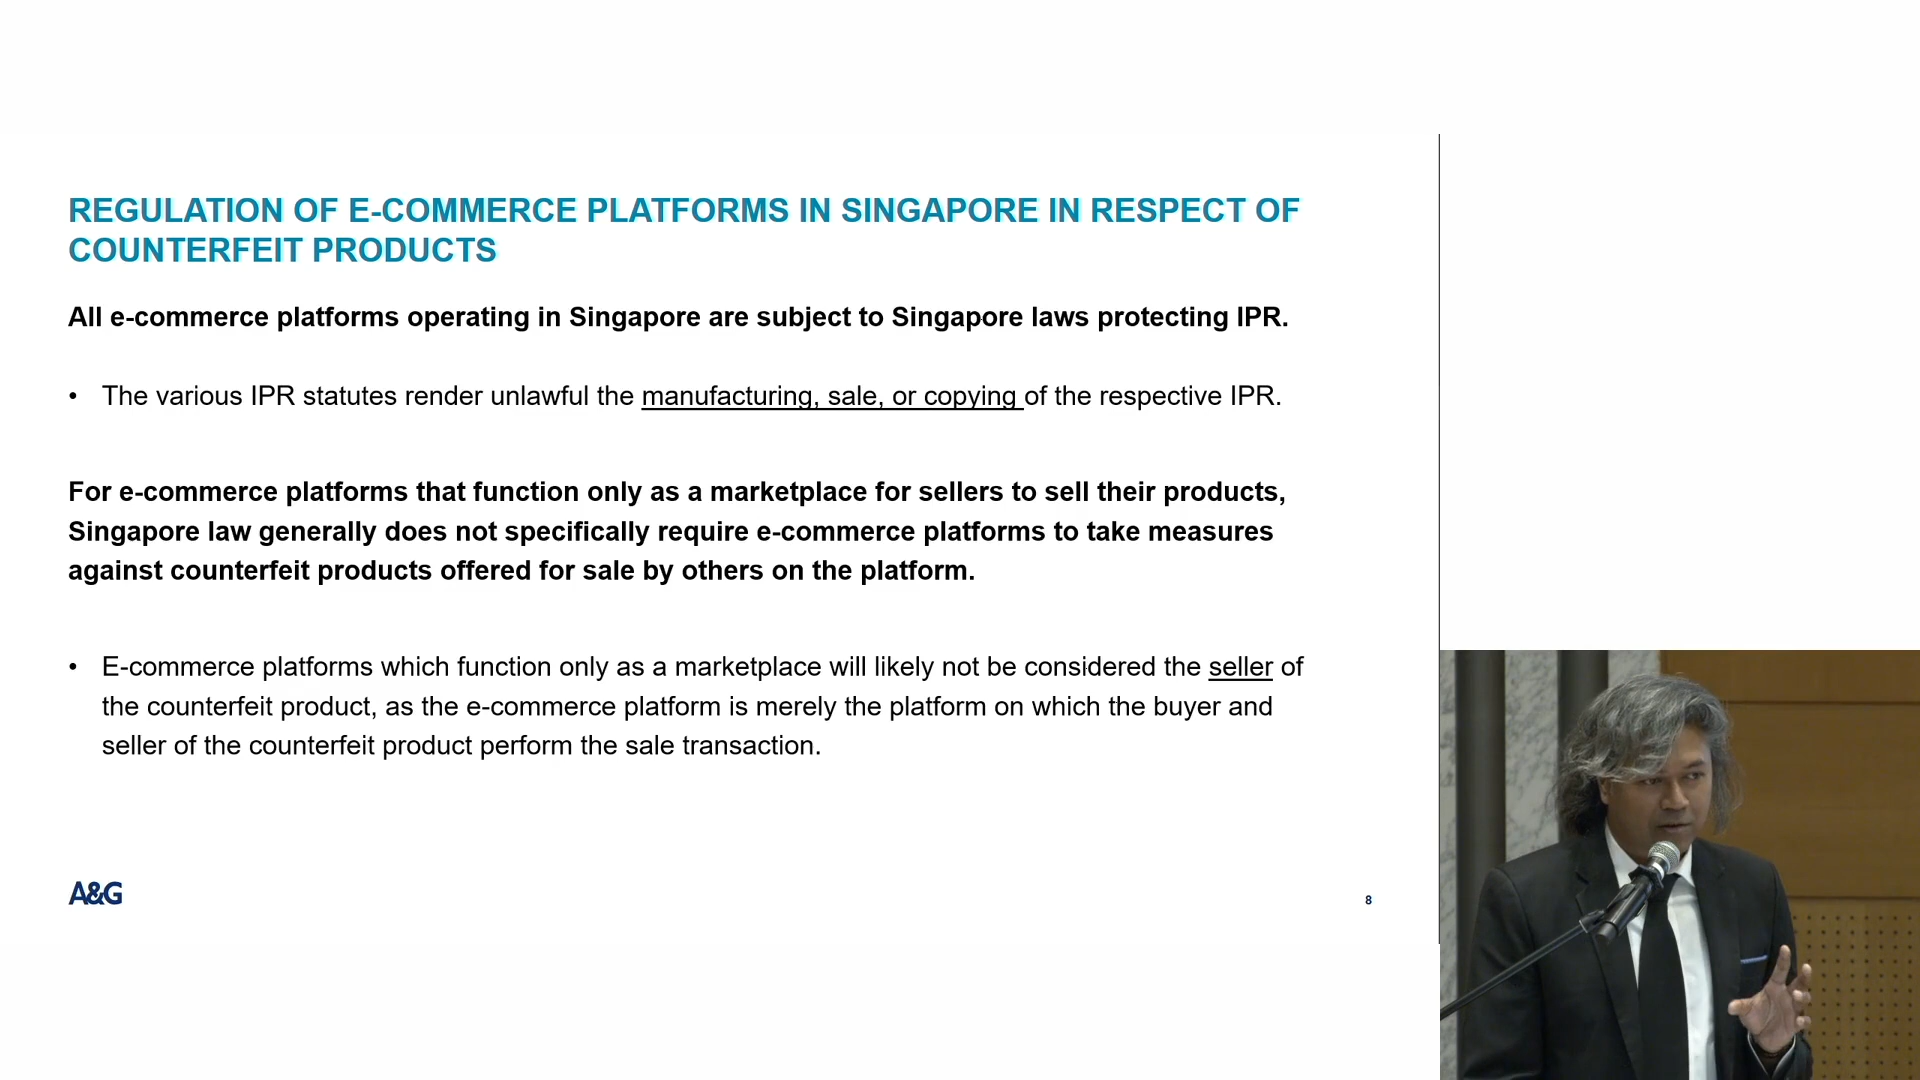 REGULATION OF E-COMMERCE PLATFORMS IN SINGAPORE IN RESPECT OF
COUNTERFEIT PRODUCTS
All e-commerce platforms operating in Singapore are subject to Singapore laws protecting IPR.
• The various IPR statutes render unlawful the manufacturing, sale, or copying of the respective IPR.
For e-commerce platforms that function only as a marketplace for sellers to sell their products,
Singapore law generally does not specifically require e-commerce platforms to take measures
against counterfeit products offered for sale by others on the platform.
• E-commerce platforms which function only as a marketplace will likely not be considered the seller of
the counterfeit product, as the e-commerce platform is merely the platform on which the buyer and
seller of the counterfeit product perform the sale transaction.
A&G
8